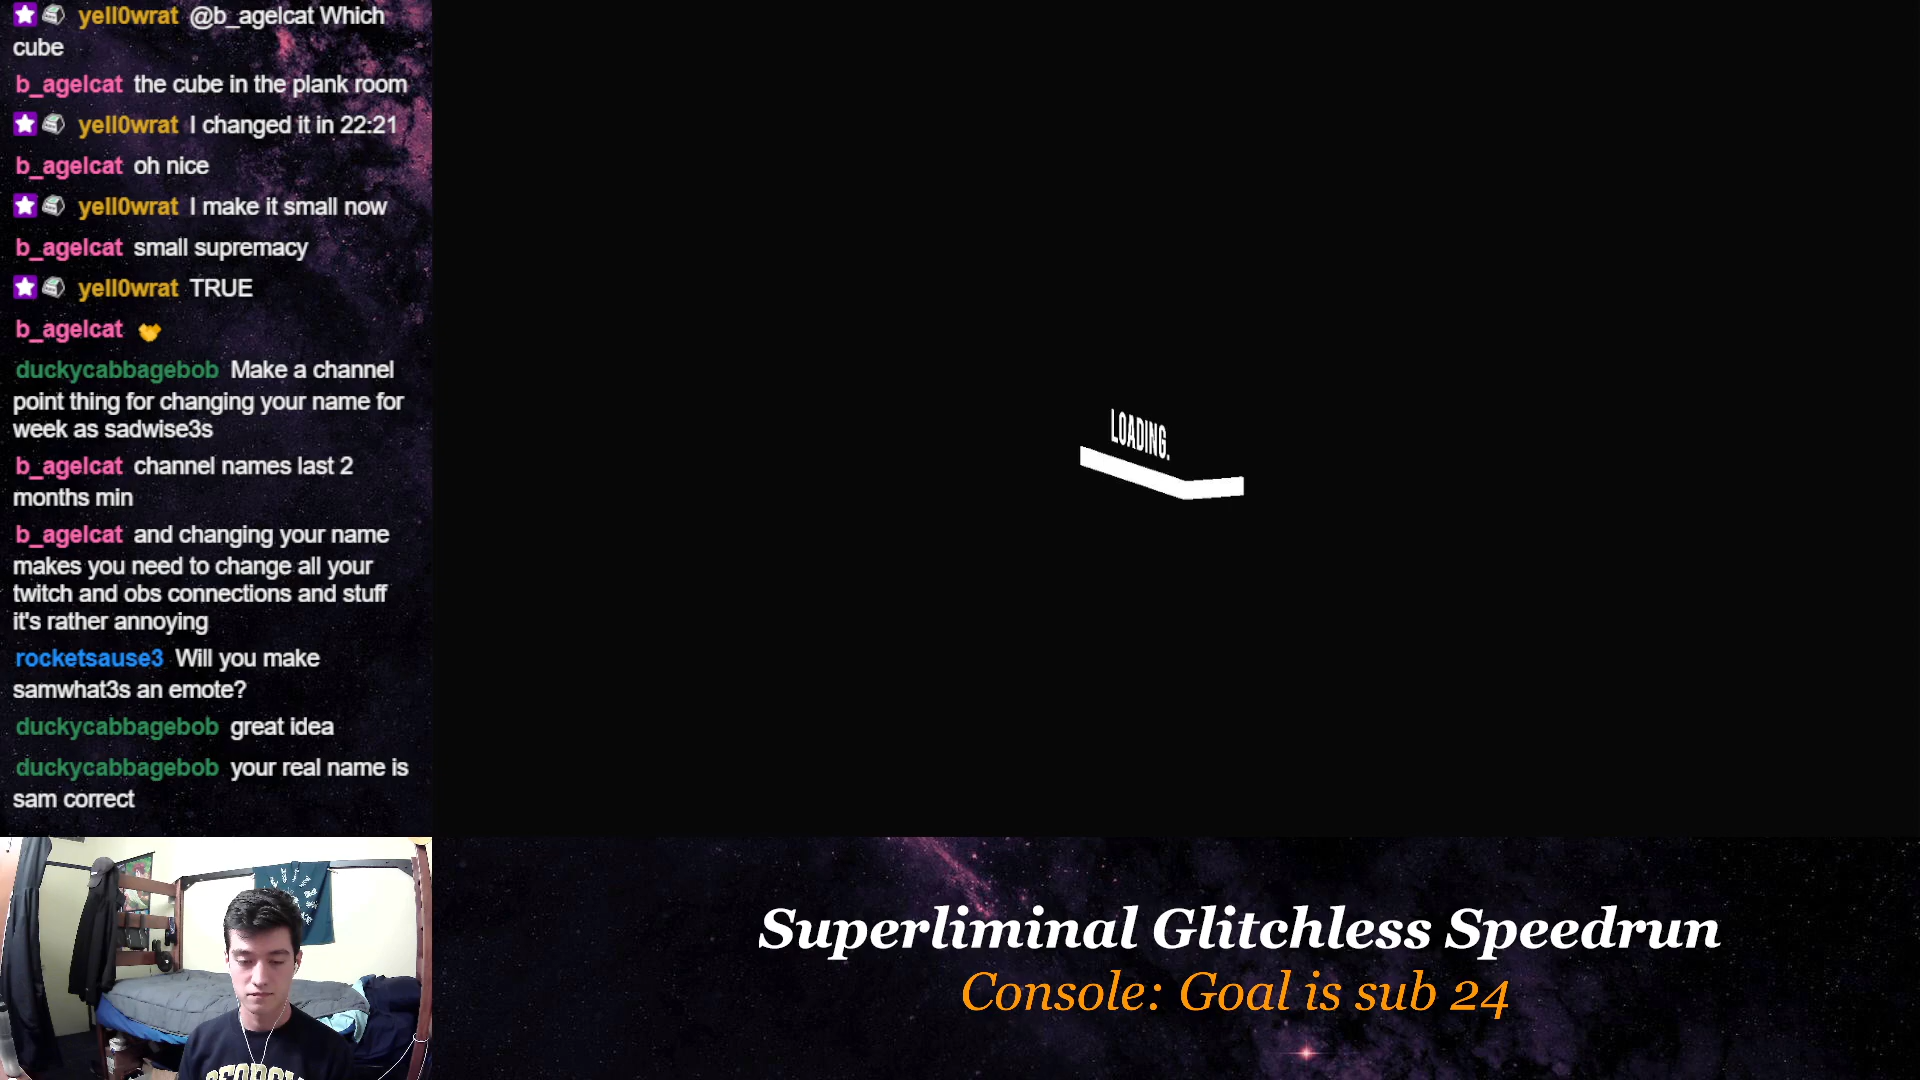 yell0wrat @b_agelcat Which
cube
b_agelcat the cube in the plank room
yell0wrat I changed it in 22:21
b_agelcat oh nice
yell0wrat I make it small now
b_agelcat small supremacy
yell0wrat TRUE
b_agelcat
duckycabbagebob Make a channel
point thing for changing your name for
week as sadwise3s
b_agelcat channel names last 2
months min
b_agelcat and changing your name
makes you need to change all your
twitch and obs connections and stuff
it's rather annoying
rocketsause3 Will you make
samwhat3s an emote?
duckycabbagebob great idea
duckycabbagebob your real name is
sam correct
LOADING.
Superliminal Glitchless Speedrun
Console: Goal is sub 24